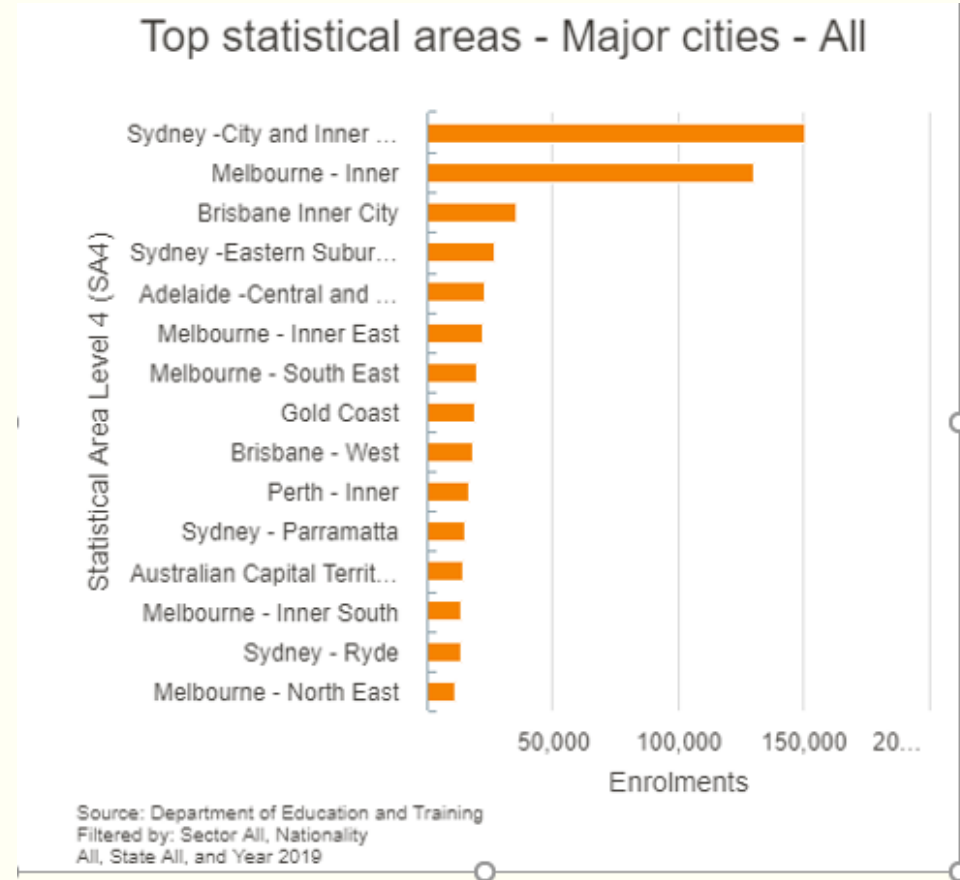 Top statistical areas - Major cities - All
Statistical Area Level 4 (SA4)
Sydney -City and Inner ...
Melbourne - Inner
Brisbane Inner City
Sydney -Eastern Subur...
Adelaide -Central and ...
Melbourne - Inner East
Melbourne - South East
Gold Coast
Brisbane - West
Perth - Inner
Sydney - Parramatta
Australian Capital Territ...
Melbourne - Inner South
Sydney - Ryde
Melbourne - North East
50,000 100,000 150,000 20...
Enrolments
Source: Department of Education and Training
Filtered by: Sector All, Nationality
All, State All, and Year 2019